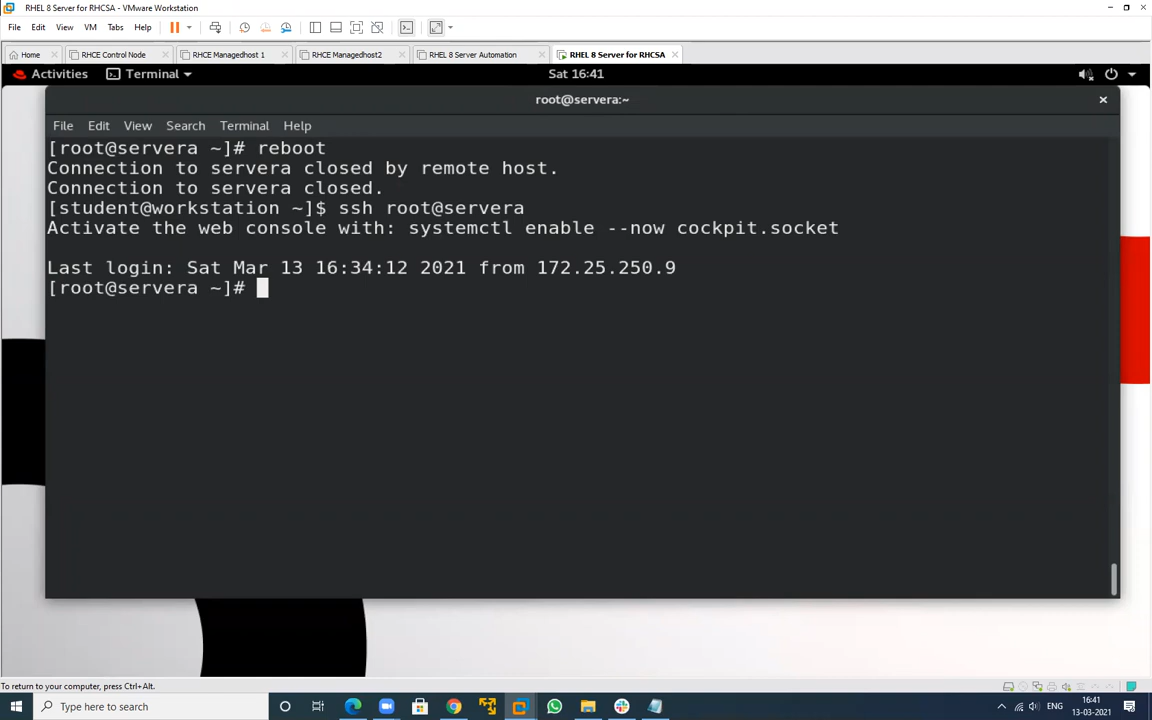 RHEL 8 Server for RHCSA - VMware Workstation
File Edit View VM Tabs Help
Home RHCE Control Node RHCE Managedhost 1 RHCE Managedhost2 RHEL 8 Server Automation RHEL 8 Server for RHCSA
Activities Terminal Sat 16:41
root@servera:~
File Edit View Search Terminal Help
[root@servera ~]# reboot
Connection to servera closed by remote host.
Connection to servera closed.
[student@workstation ~]$ ssh root@servera
Activate the web console with: systemctl enable --now cockpit.socket
Last login: Sat Mar 13 16:34:12 2021 from 172.25.250.9
[root@servera ~]#
To return to your computer, press Ctrl+Alt.
Type here to search
ENG
16:41
13-03-2021